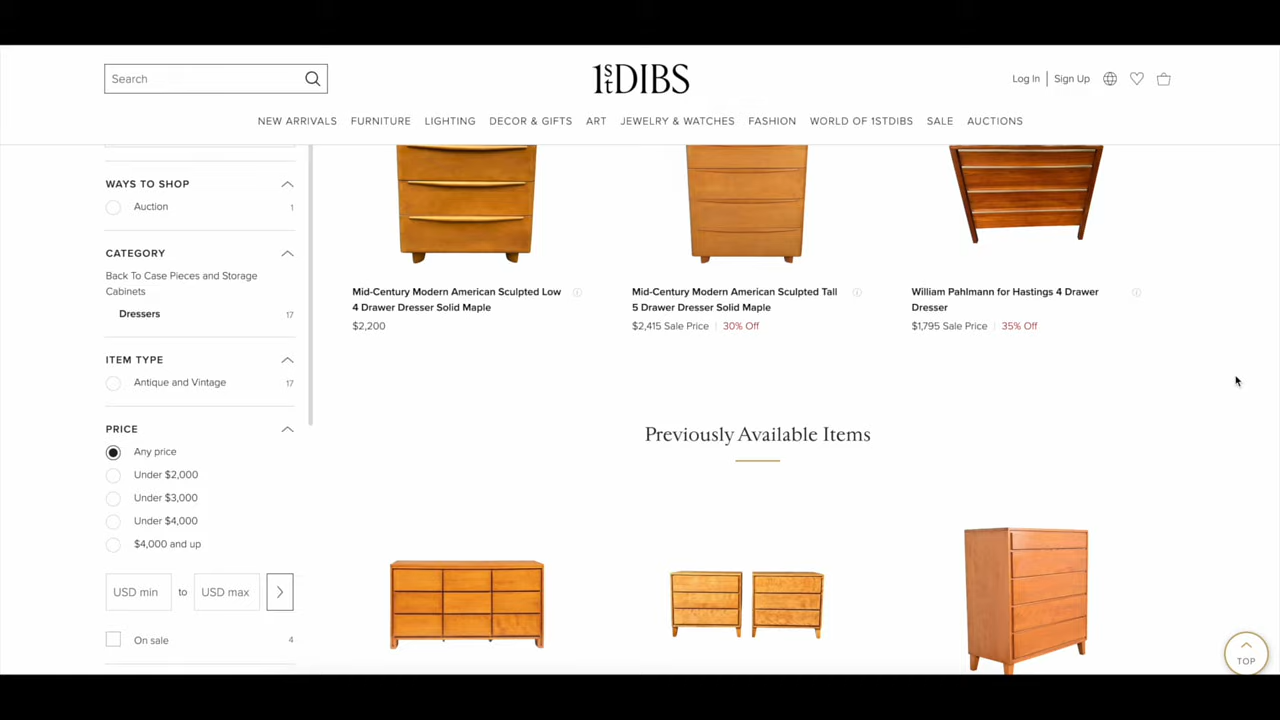 Search
1stDIBS
Log In
Sign Up
NEW ARRIVALS
FURNITURE
LIGHTING
DECOR & GIFTS
ART
JEWELRY & WATCHES
FASHION
WORLD OF 1STDIBS
SALE
AUCTIONS
WAYS TO SHOP
Auction 1
CATEGORY
Back To Case Pieces and Storage
Cabinets
Dressers 17
ITEM TYPE
Antique and Vintage 17
PRICE
Any price
Under $2,000
Under $3,000
Under $4,000
$4,000 and up
USD min to USD max
On sale 4
Mid-Century Modern American Sculpted Low
4 Drawer Dresser Solid Maple
$2,200
Mid-Century Modern American Sculpted Tall
5 Drawer Dresser Solid Maple
$2,415 Sale Price 30% Off
William Pahlmann for Hastings 4 Drawer
Dresser
$1,795 Sale Price 35% Off
Previously Available Items
TOP